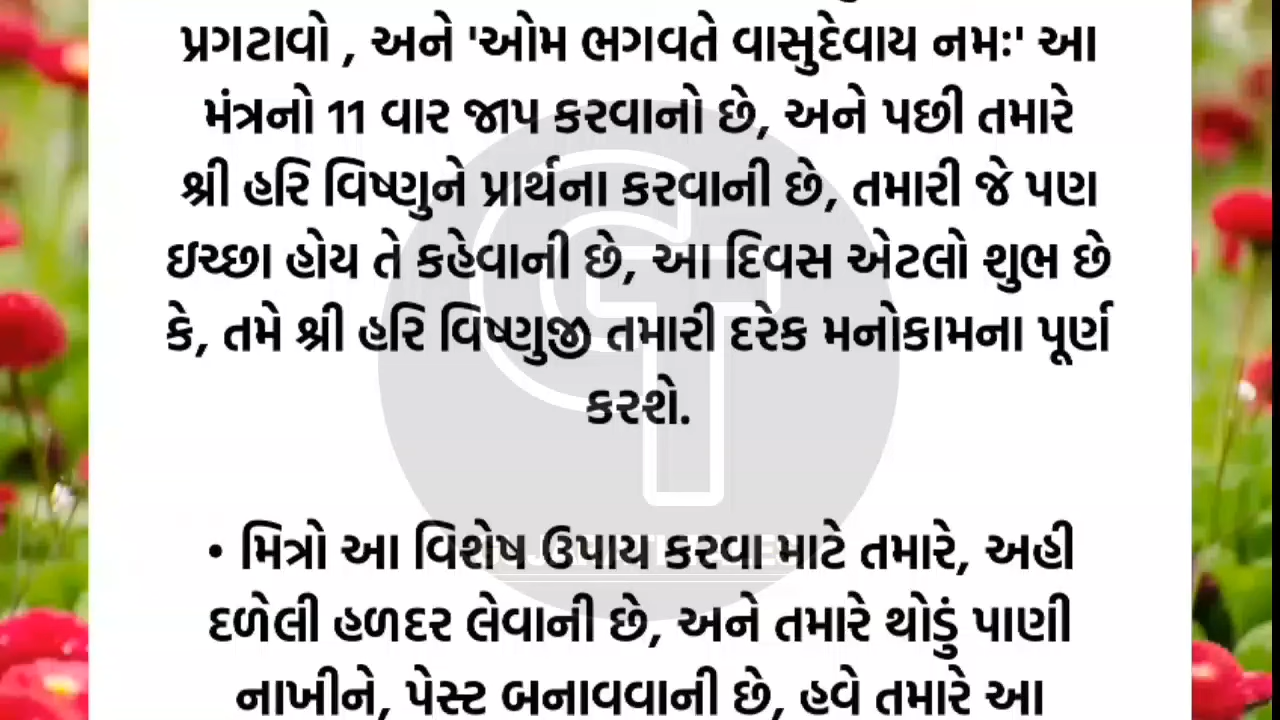 પ્રગટાવો , અને 'ઓમ ભગવતે વાસુદેવાય નમઃ' આ
મંત્રનો 11 વાર જાપ કરવાનો છે, અને પછી તમારે
શ્રી હરિ વિષ્ણુને પ્રાર્થના કરવાની છે, તમારી જે પણ
ઇચ્છા હોય તે કહેવાની છે, આ દિવસ એટલો શુભ છે
કે, તમે શ્રી હરિ વિષ્ણુજી તમારી દરેક મનોકામના પૂર્ણ
કરશે.
• મિત્રો આ વિશેષ ઉપાય કરવા માટે તમારે, અહી
દળેલી હળદર લેવાની છે, અને તમારે થોડું પાણી
નાખીને, પેસ્ટ બનાવવાની છે, હવે તમારે આ